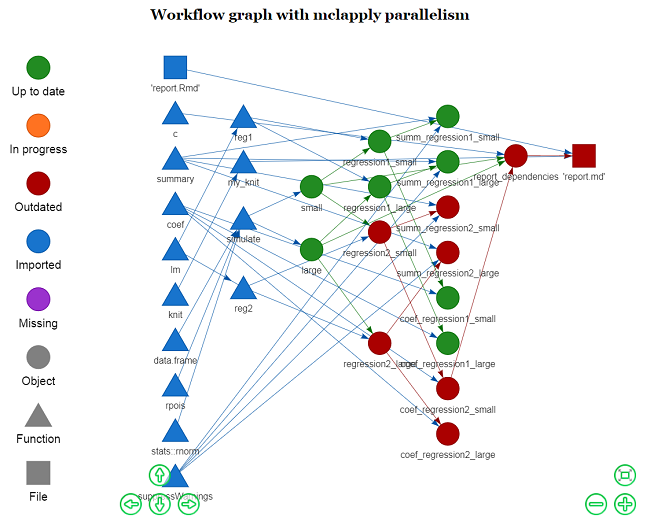 Workflow graph with mclapply parallelism
Up to date
In progress
Outdated
Imported
Missing
Object
Function
File
'report.Rmd'
c
summary
coef
lm
knit
data.frame
rpois
stats::rnorm
suppressWarnings
reg1
my_knit
simulate
reg2
small
large
regression1_small
regression1_large
regression2_small
regression2_large
summ_regression1_small
summ_regression1_large
summ_regression2_small
summ_regression2_large
coef_regression1_small
coef_regression1_large
coef_regression2_small
coef_regression2_large
report_dependencies
'report.md'